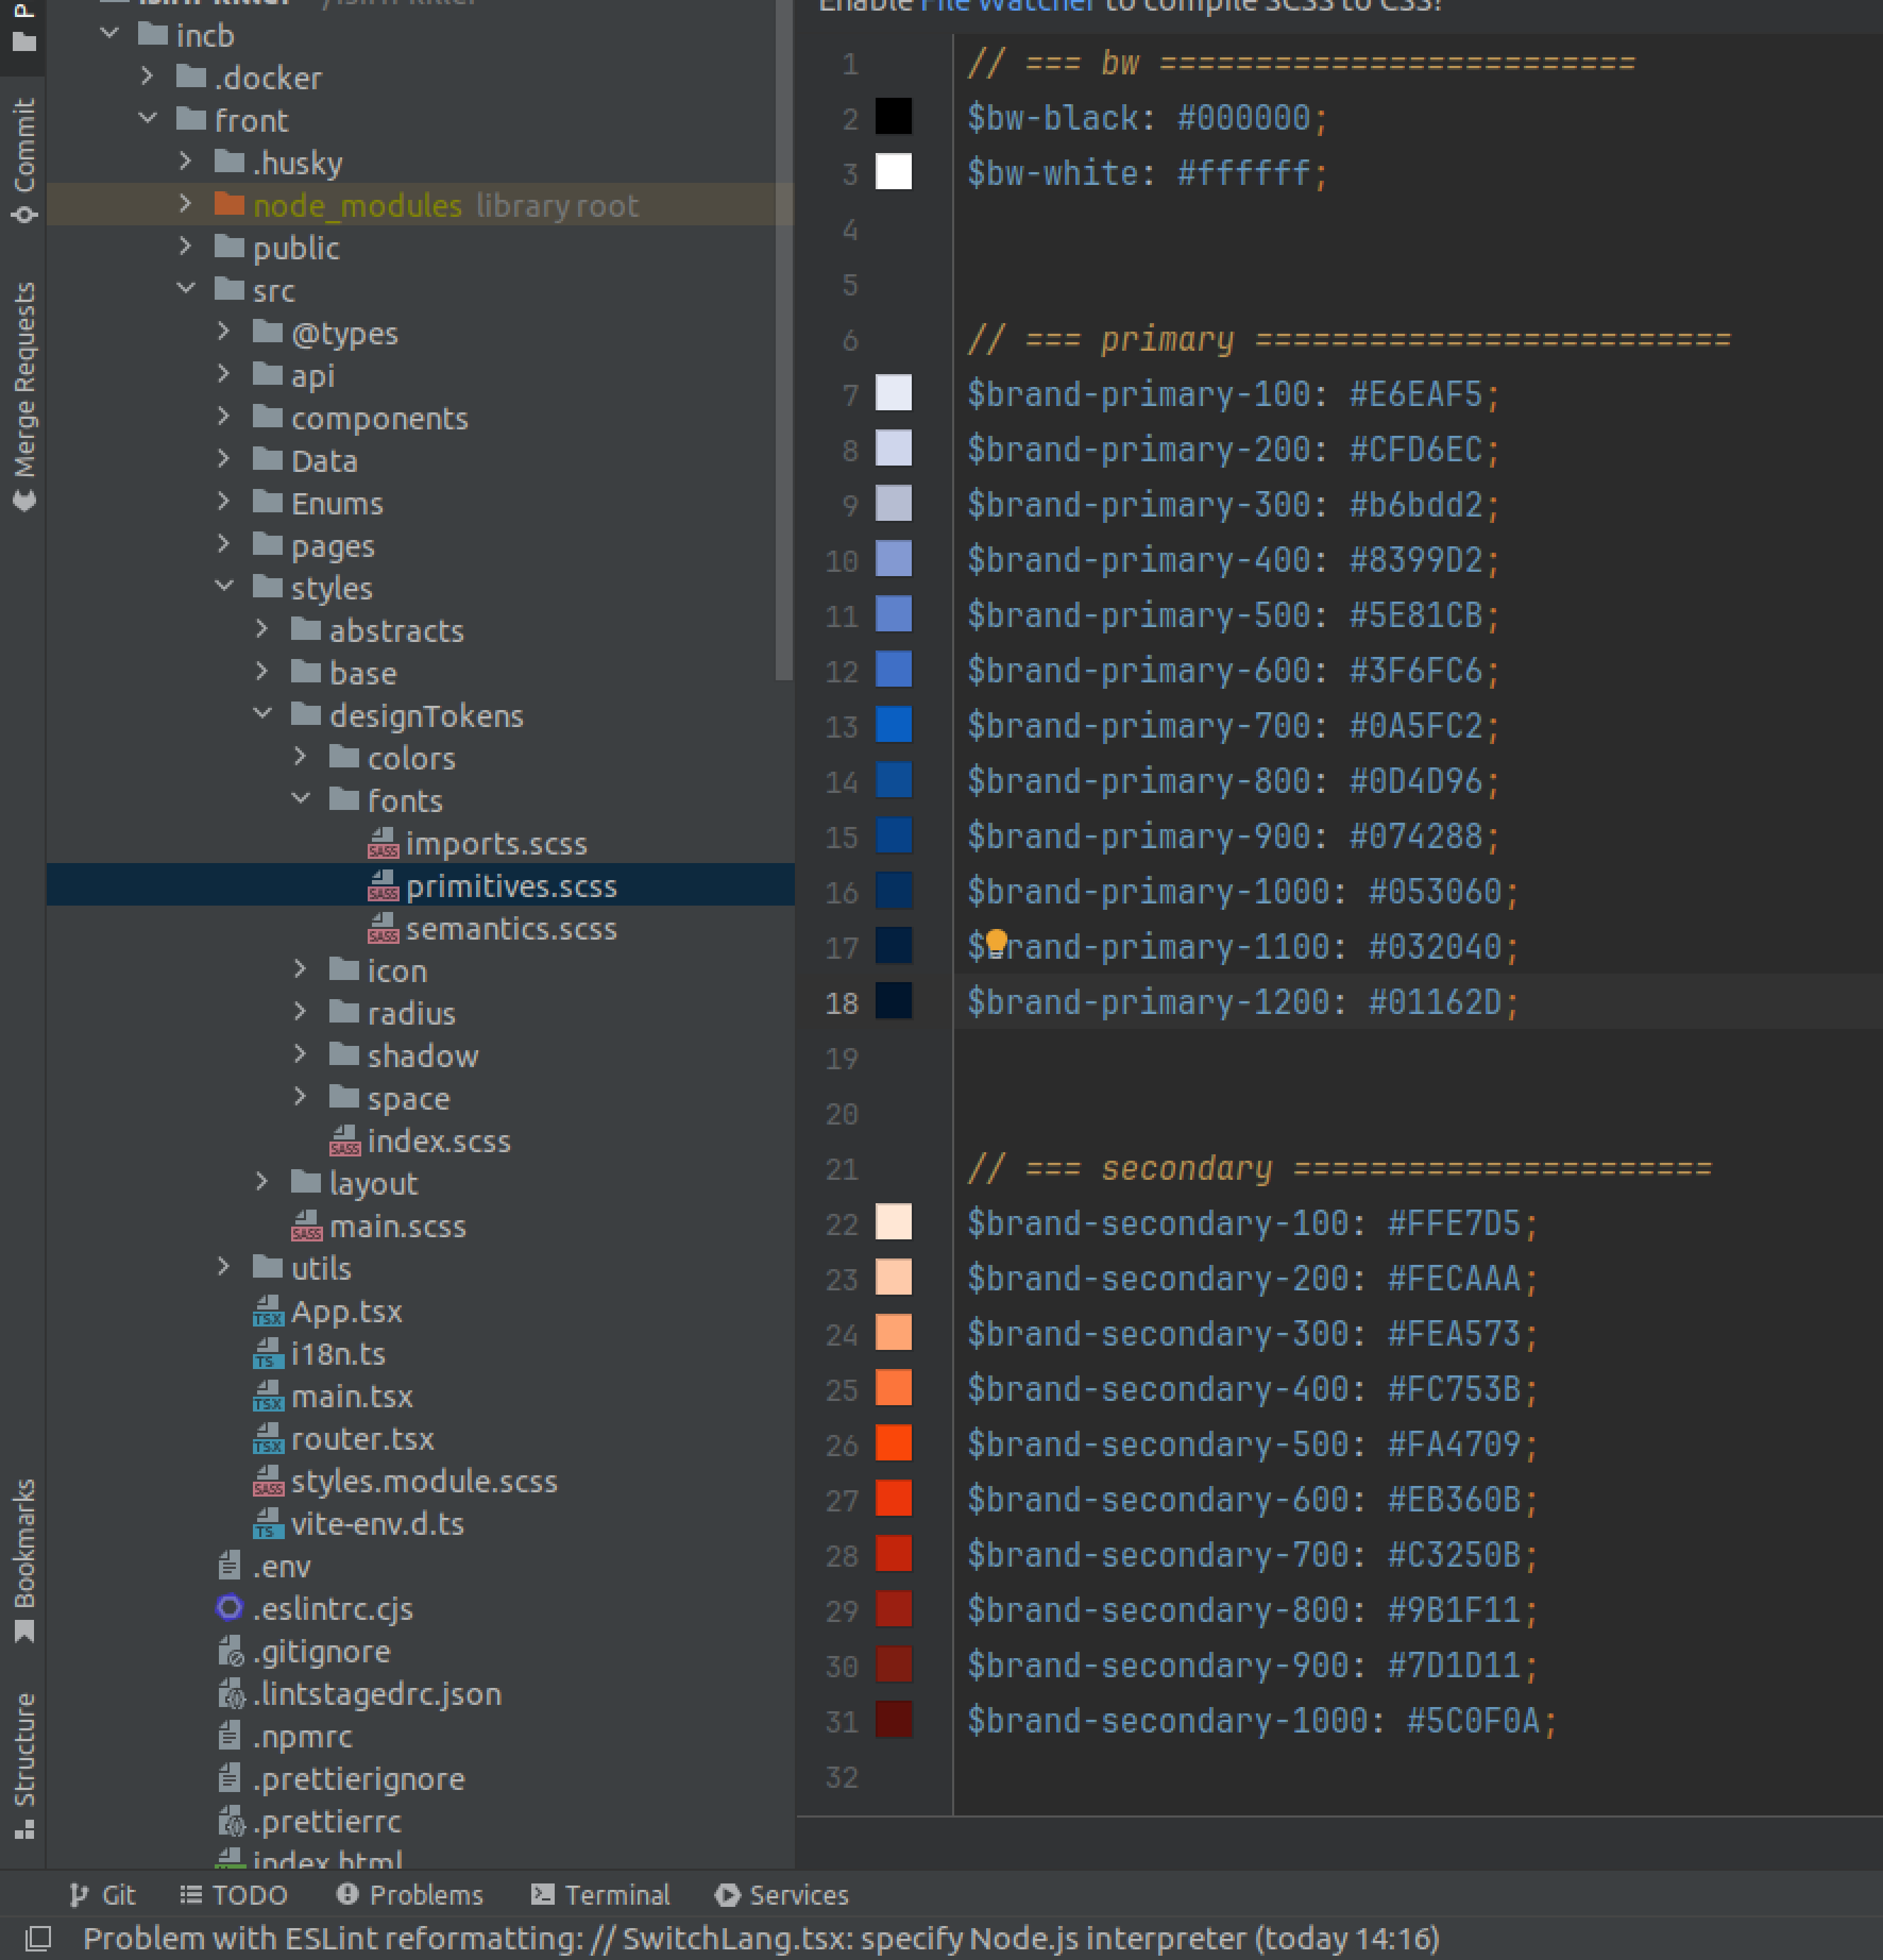 incb
.docker
front
.husky
node_modules library root
public
src
@types
api
components
Data
Enums
pages
styles
abstracts
base
designTokens
colors
fonts
imports.scss
primitives.scss
semantics.scss
icon
radius
shadow
space
index.scss
layout
main.scss
utils
App.tsx
i18n.ts
main.tsx
router.tsx
styles.module.scss
vite-env.d.ts
.env
.eslintrc.cjs
.gitignore
.lintstagedrc.json
.npmrc
.prettierignore
.prettierrc
index.html
Commit
Merge Requests
Bookmarks
Structure
Enable File Watcher to compile SCSS to CSS?
1 // === bw =========================
2 $bw-black: #000000;
3 $bw-white: #ffffff;
4
5
6 // === primary =========================
7 $brand-primary-100: #E6EAF5;
8 $brand-primary-200: #CFD6EC;
9 $brand-primary-300: #b6bdd2;
10 $brand-primary-400: #8399D2;
11 $brand-primary-500: #5E81CB;
12 $brand-primary-600: #3F6FC6;
13 $brand-primary-700: #0A5FC2;
14 $brand-primary-800: #0D4D96;
15 $brand-primary-900: #074288;
16 $brand-primary-1000: #053060;
17 $brand-primary-1100: #032040;
18 $brand-primary-1200: #01162D;
19
20
21 // === secondary ======================
22 $brand-secondary-100: #FFE7D5;
23 $brand-secondary-200: #FECAAA;
24 $brand-secondary-300: #FEA573;
25 $brand-secondary-400: #FC753B;
26 $brand-secondary-500: #FA4709;
27 $brand-secondary-600: #EB360B;
28 $brand-secondary-700: #C3250B;
29 $brand-secondary-800: #9B1F11;
30 $brand-secondary-900: #7D1D11;
31 $brand-secondary-1000: #5C0F0A;
32
Git TODO Problems Terminal Services
Problem with ESLint reformatting: // SwitchLang.tsx: specify Node.js interpreter (today 14:16)